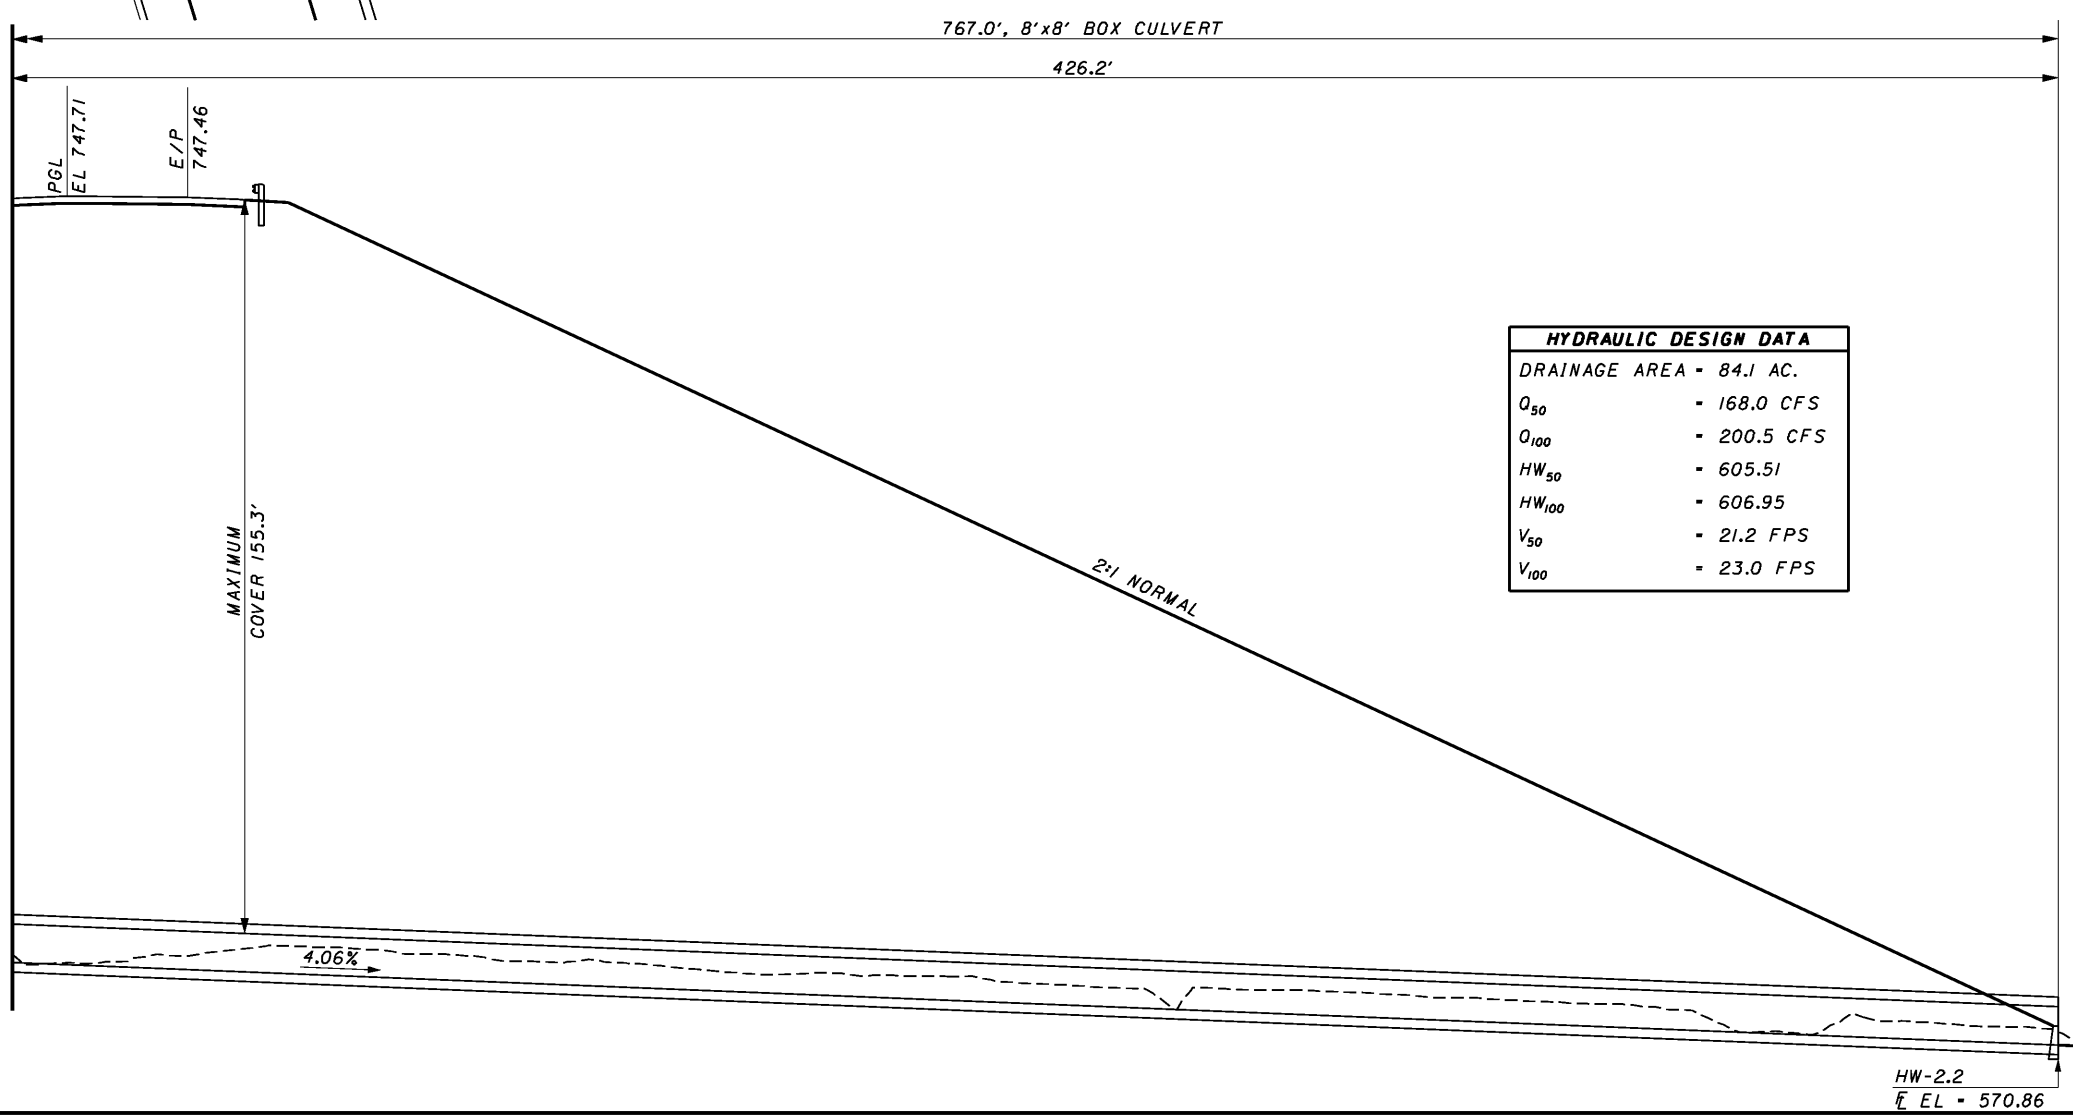 767.0', 8'x8' BOX CULVERT
426.2'
PGL
EL 747.71
E/P
747.46
MAXIMUM
COVER 155.3'
2:1 NORMAL
HYDRAULIC DESIGN DATA
DRAINAGE AREA = 84.1 AC.
Q50 = 168.0 CFS
Q100 = 200.5 CFS
HW50 = 605.51
HW100 = 606.95
V50 = 21.2 FPS
V100 = 23.0 FPS
4.06%
HW-2.2
FL EL = 570.86